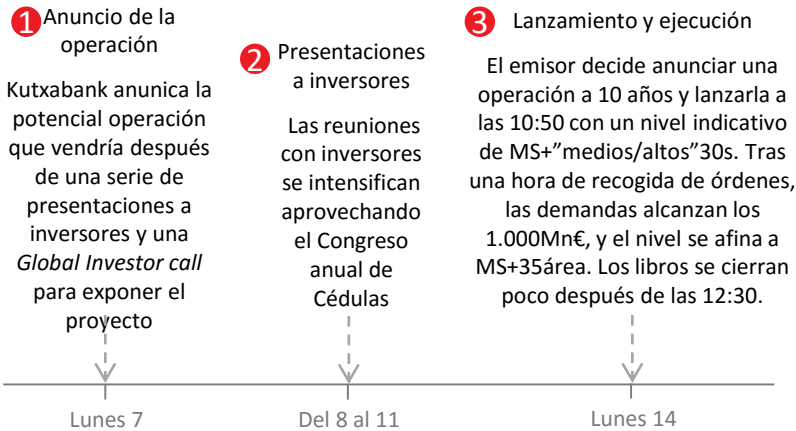 1 Anuncio de la
operación
Kutxabank anunica la
potencial operación
que vendría después
de una serie de
presentaciones a
inversores y una
Global Investor call
para exponer el
proyecto
2 Presentaciones
a inversores
Las reuniones
con inversores
se intensifican
aprovechando
el Congreso
anual de
Cédulas
3 Lanzamiento y ejecución
El emisor decide anunciar una
operación a 10 años y lanzarla a
las 10:50 con un nivel indicativo
de MS+”medios/altos”30s. Tras
una hora de recogida de órdenes,
las demandas alcanzan los
1.000Mn€, y el nivel se afina a
MS+35área. Los libros se cierran
poco después de las 12:30.
Lunes 7
Del 8 al 11
Lunes 14